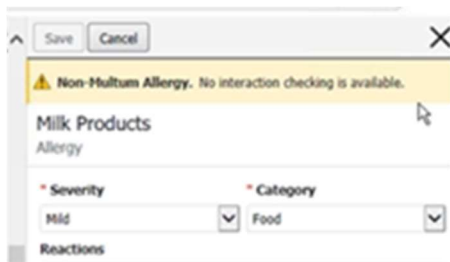 Save Cancel
Non-Multum Allergy. No interaction checking is available.
Milk Products
Allergy
* Severity * Category
Mild Food
Reactions